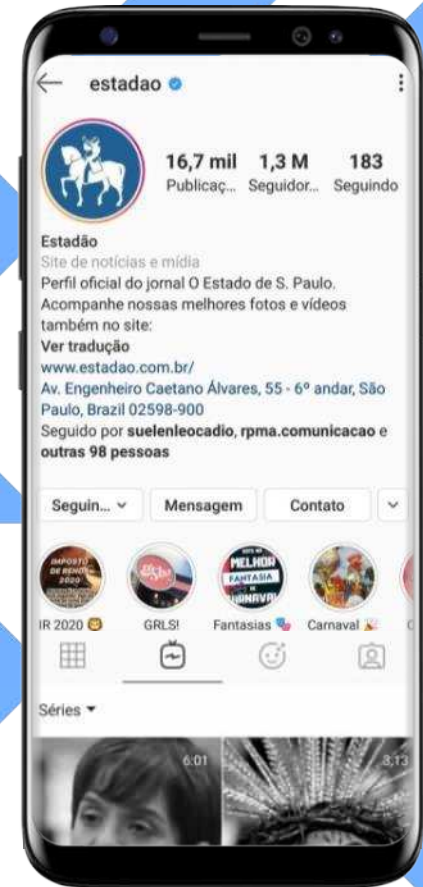 estadao
16,7 mil 1,3 M 183
Publicaç... Seguidor... Seguindo
Estadão
Site de notícias e mídia
Perfil oficial do jornal O Estado de S. Paulo.
Acompanhe nossas melhores fotos e vídeos
também no site:
Ver tradução
www.estadao.com.br/
Av. Engenheiro Caetano Álvares, 55 - 6º andar, São
Paulo, Brazil 02598-900
Seguido por suelenleocadio, rpma.comunicacao e
outras 98 pessoas
Seguin... Mensagem Contato
IMPOSTO
DE RENDA
2020
MELHOR
FANTASIA
IR 2020 🦁 GRLS! Fantasias 🎭 Carnaval 🎉
Séries
6:01 3:13